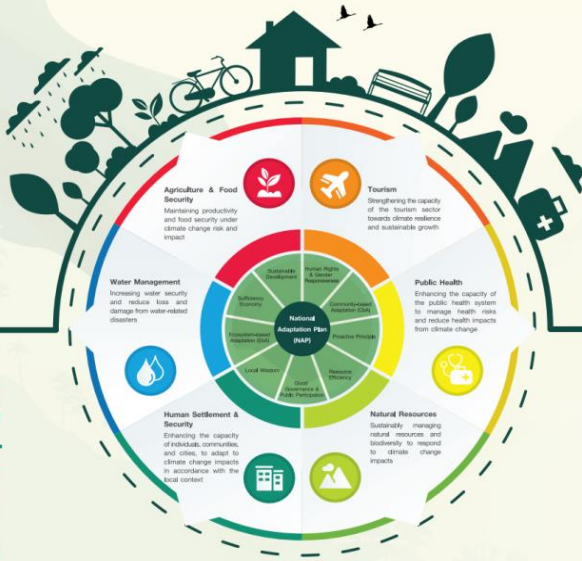 Agriculture & Food
Security
Maintaining productivity
and food security under
climate change risk and
impact
Tourism
Strengthening the capacity
of the tourism sector
towards climate resilience
and sustainable growth
Water Management
Increasing water security
and reduce loss and
damage from water-related
disasters
Public Health
Enhancing the capacity of
the public health system
to manage health risks
and reduce health impacts
from climate change
Human Settlement &
Security
Enhancing the capacity
of individuals, communities,
and cities, to adapt to
climate change impacts
in accordance with the
local context
Natural Resources
Sustainably managing
natural resources and
biodiversity to respond
to climate change
impacts
Sustainable
Development
Human Rights
& Gender
Responsiveness
Sufficiency
Economy
Community-based
Adaptation (CbA)
Ecosystem-based
Adaptation (EbA)
Proactive Principle
Local Wisdom
Resource
Efficiency
Good
Governance &
Public Participation
National
Adaptation Plan
(NAP)